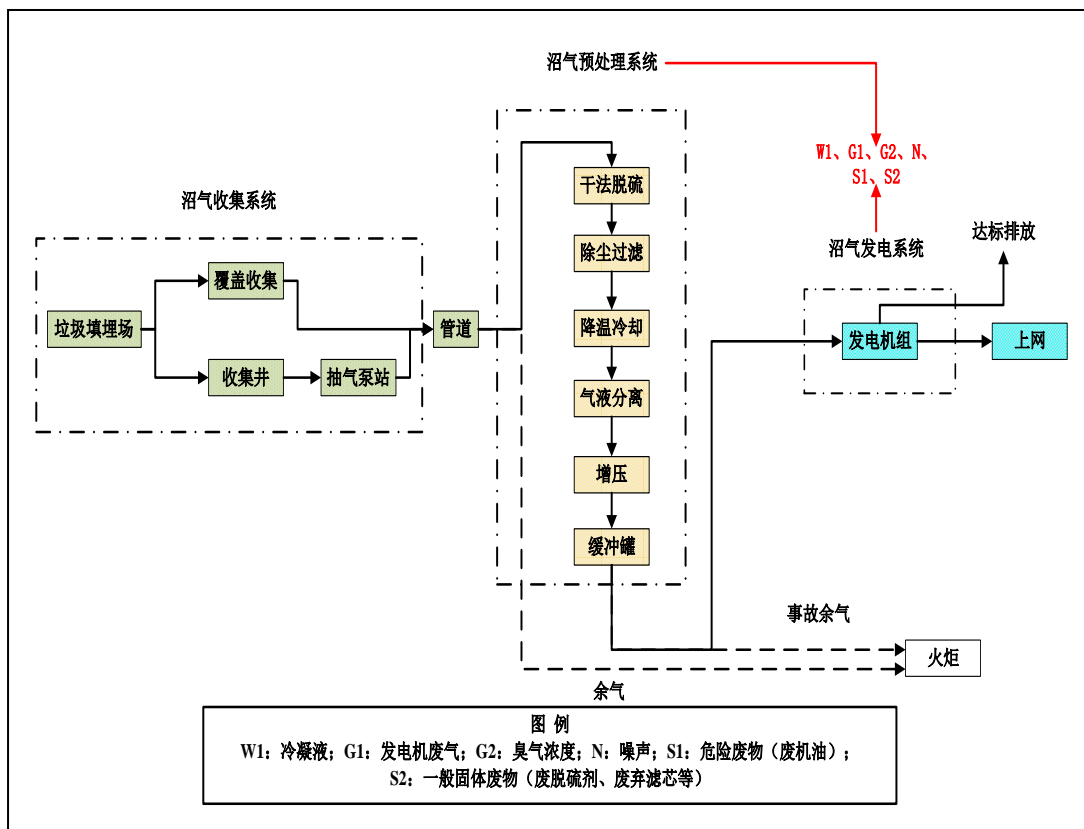 沼气预处理系统
W1、G1、G2、N、
S1、S2
干法脱硫
沼气收集系统
达标排放
沼气发电系统
除尘过滤
覆盖收集
垃圾填埋场
管道
降温冷却
发电机组
上网
收集井
抽气泵站
气液分离
增压
缓冲罐
事故余气
火炬
余气
图 例
W1：冷凝液；G1：发电机废气；G2：臭气浓度；N：噪声；S1：危险废物（废机油）；
S2：一般固体废物（废脱硫剂、废弃滤芯等）